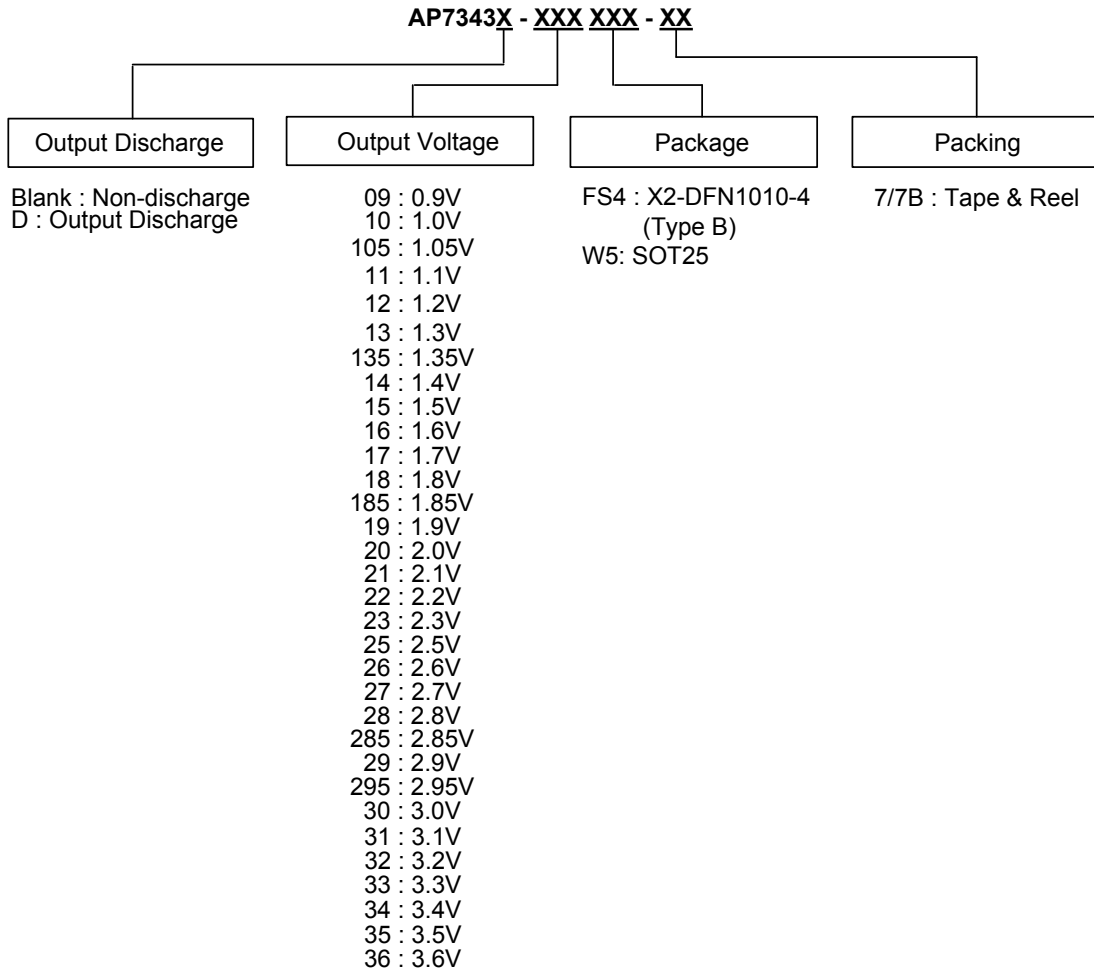 AP7343X - XXX XXX - XX
Output Discharge
Blank : Non-discharge
D : Output Discharge
Output Voltage
09 : 0.9V
10 : 1.0V
105 : 1.05V
11 : 1.1V
12 : 1.2V
13 : 1.3V
135 : 1.35V
14 : 1.4V
15 : 1.5V
16 : 1.6V
17 : 1.7V
18 : 1.8V
185 : 1.85V
19 : 1.9V
20 : 2.0V
21 : 2.1V
22 : 2.2V
23 : 2.3V
25 : 2.5V
26 : 2.6V
27 : 2.7V
28 : 2.8V
285 : 2.85V
29 : 2.9V
295 : 2.95V
30 : 3.0V
31 : 3.1V
32 : 3.2V
33 : 3.3V
34 : 3.4V
35 : 3.5V
36 : 3.6V
Package
FS4 : X2-DFN1010-4
(Type B)
W5: SOT25
Packing
7/7B : Tape & Reel